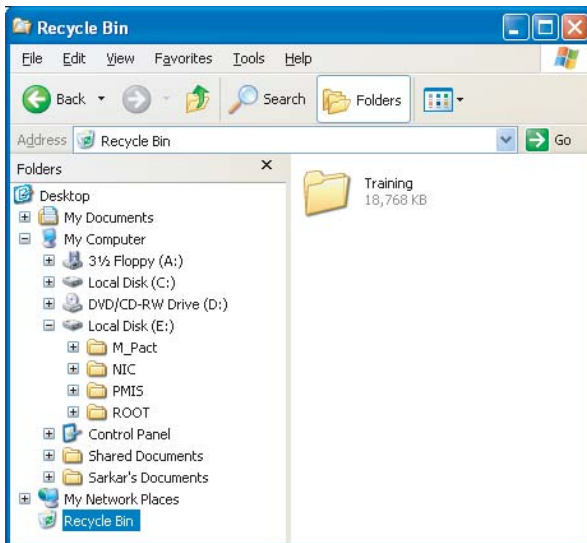 Recycle Bin
File Edit View Favorites Tools Help
Back Search Folders
Address Recycle Bin Go
Folders x
Desktop
My Documents
My Computer
3½ Floppy (A:)
Local Disk (C:)
DVD/CD-RW Drive (D:)
Local Disk (E:)
M_Pact
NIC
PMIS
ROOT
Control Panel
Shared Documents
Sarkar's Documents
My Network Places
Recycle Bin
Training
18,768 KB